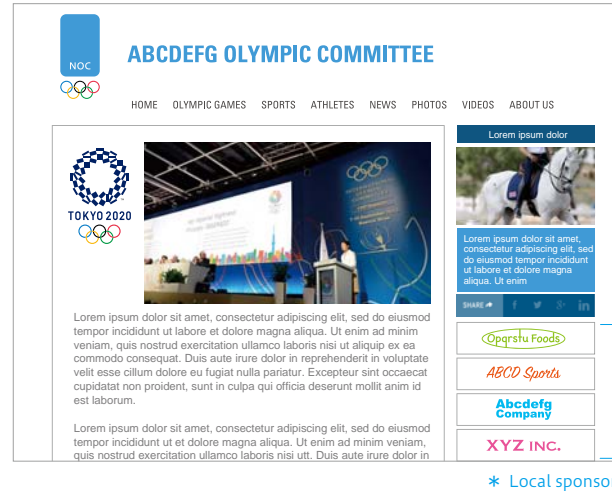 NOC
ABCDEFG OLYMPIC COMMITTEE
HOME OLYMPIC GAMES SPORTS ATHLETES NEWS PHOTOS VIDEOS ABOUT US
TOKYO 2020
Lorem ipsum dolor sit amet, consectetur adipiscing elit, sed do eiusmod
tempor incididunt ut labore et dolore magna aliqua. Ut enim ad minim
veniam, quis nostrud exercitation ullamco laboris nisi ut aliquip ex ea
commodo consequat. Duis aute irure dolor in reprehenderit in voluptate
velit esse cillum dolore eu fugiat nulla pariatur. Excepteur sint occaecat
cupidatat non proident, sunt in culpa qui officia deserunt mollit anim id
est laborum.
Lorem ipsum dolor sit amet, consectetur adipiscing elit, sed do eiusmod
tempor incididunt ut et dolore magna aliqua. Ut enim ad minim veniam,
quis nostrud exercitation ullamco laboris nisi utt. Duis aute irure dolor in
Lorem ipsum dolor
Lorem ipsum dolor sit amet,
consectetur adipiscing elit, sed
do eiusmod tempor incididunt
ut labore et dolore magna
aliqua. Ut enim
SHARE
Opqrstu Foods
ABCD Sports
Abcdefg
Company
XYZ INC.
* Local sponso